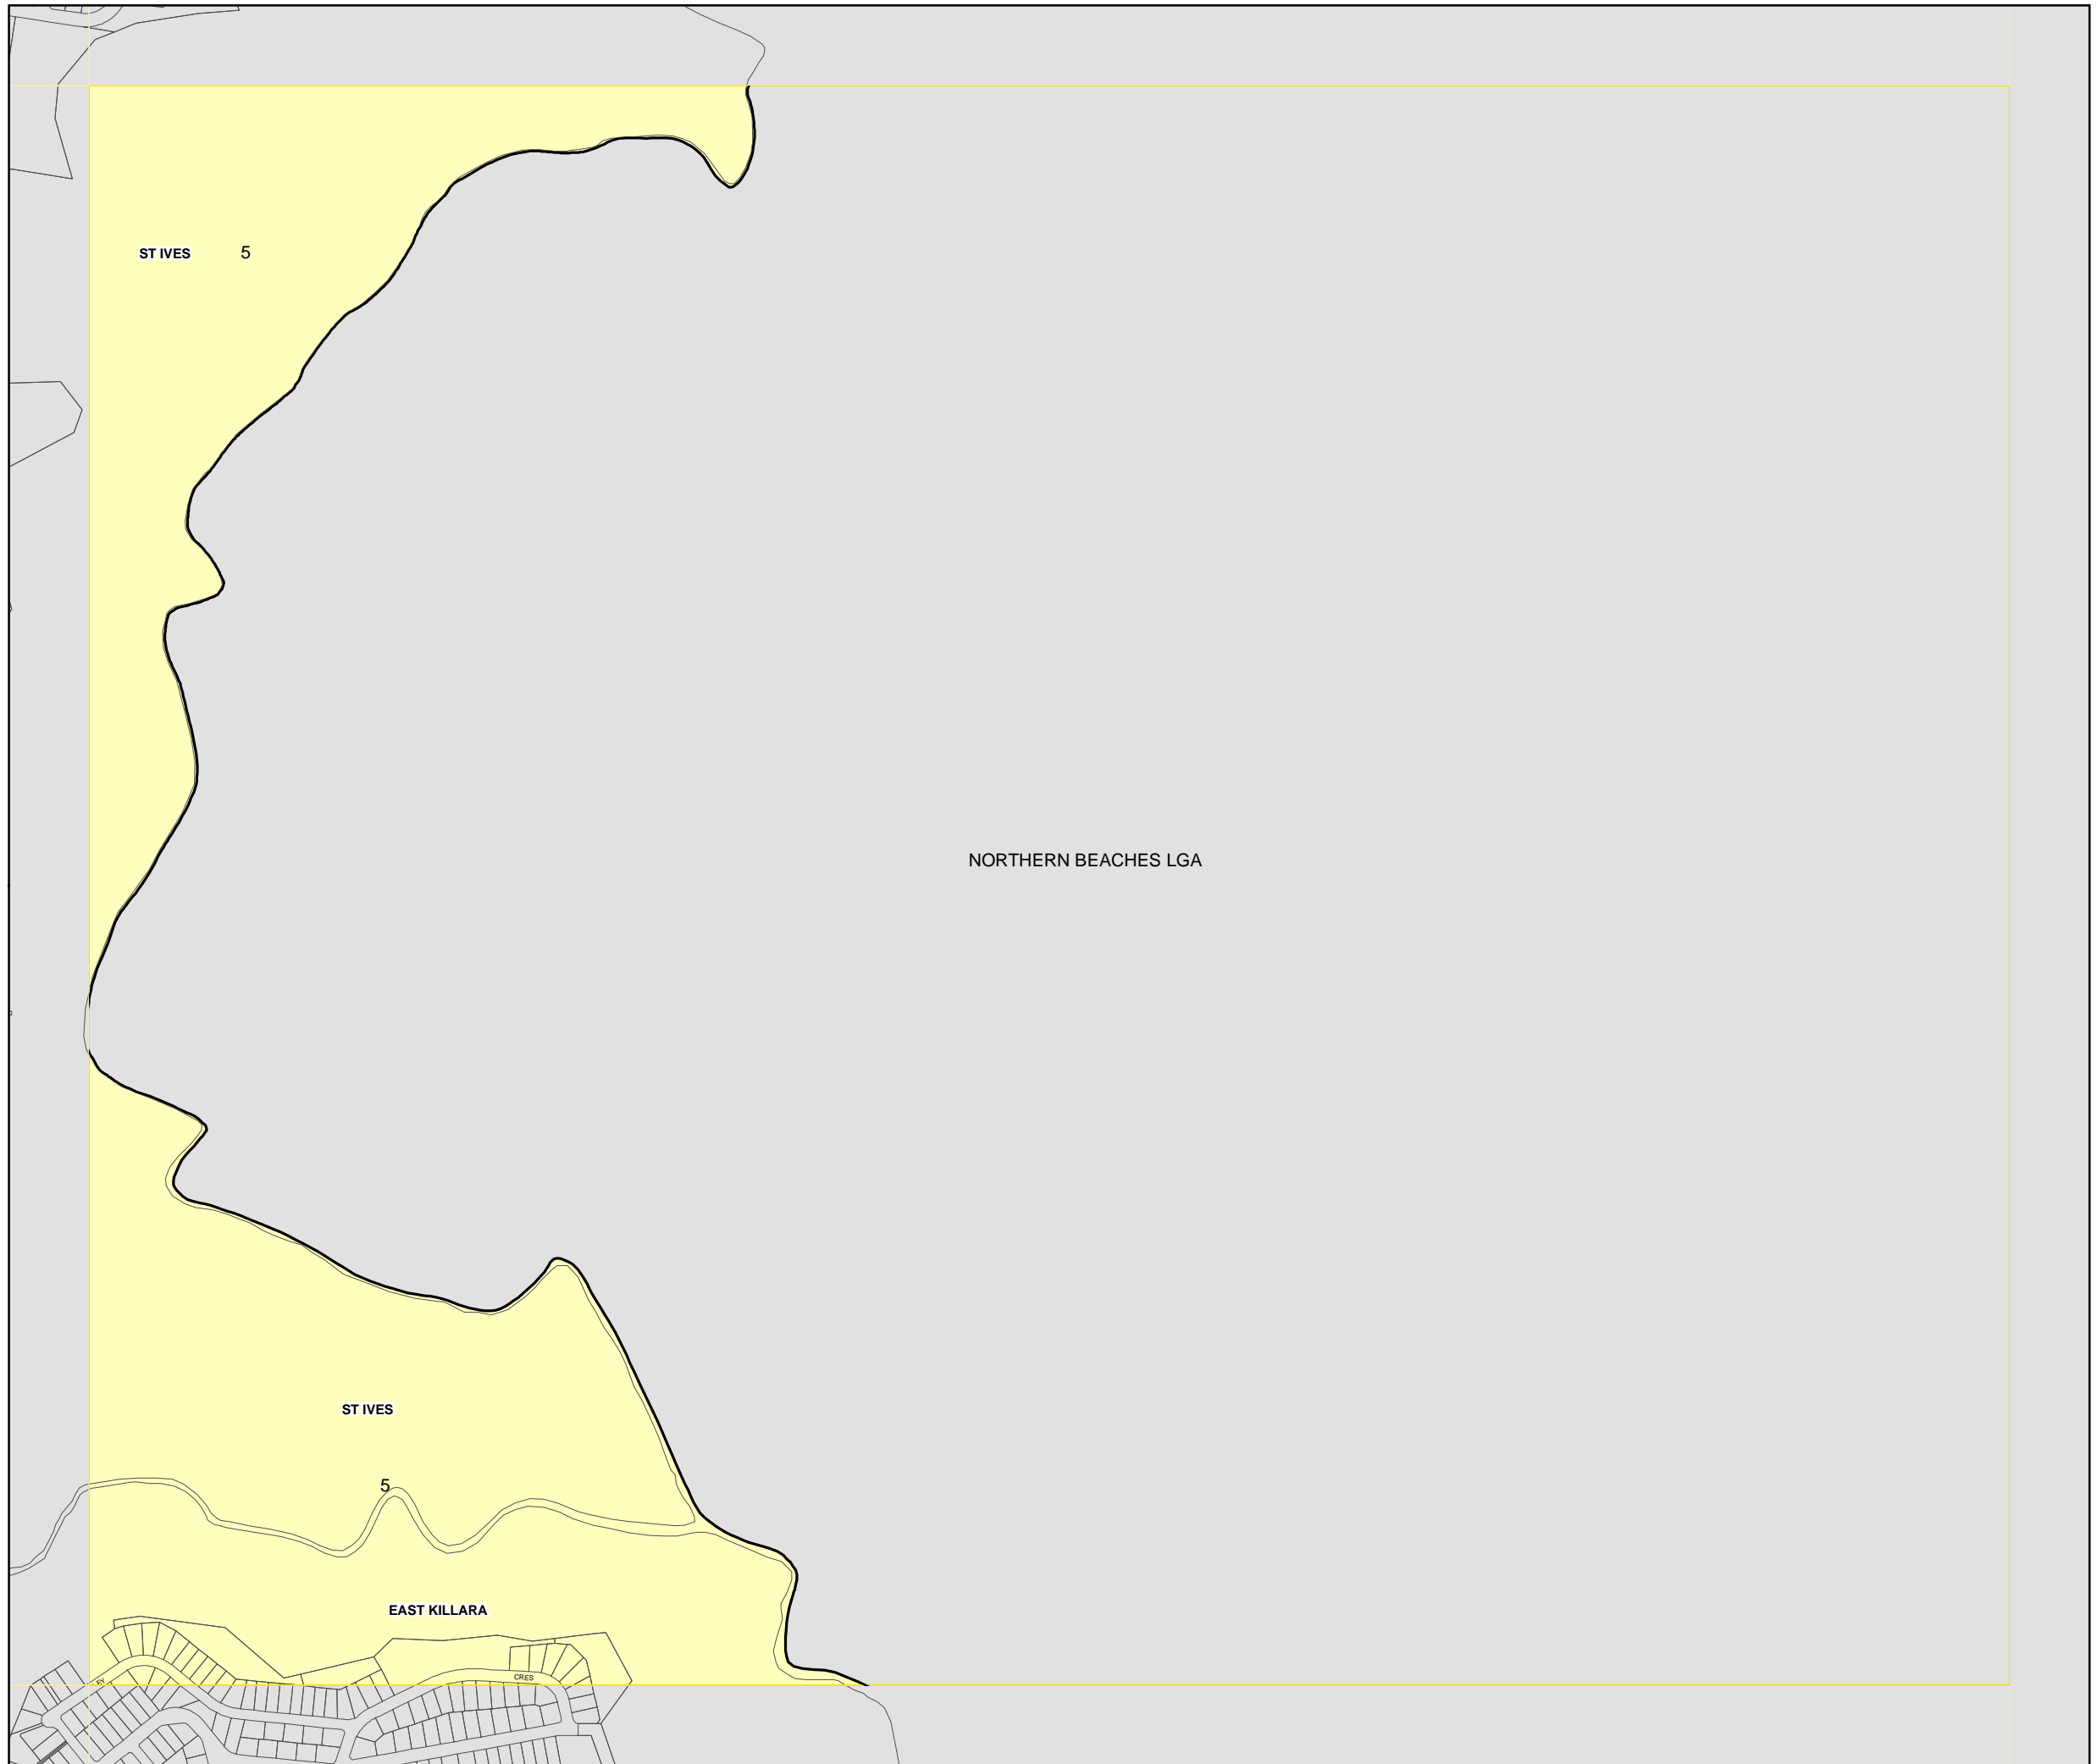 ST IVES 5
NORTHERN BEACHES LGA
ST IVES
5
EAST KILLARA
CRES